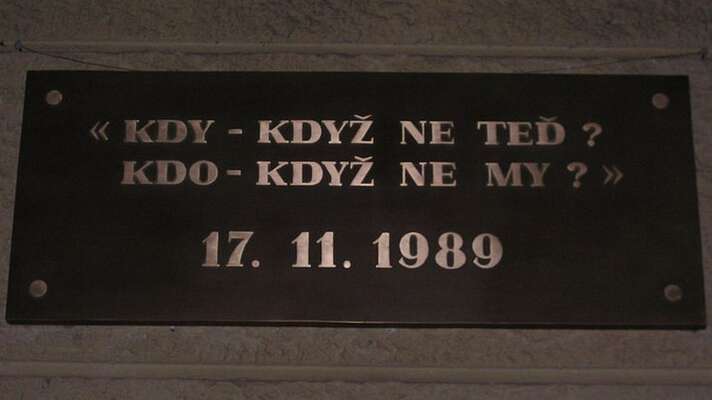 « KDY - KDYŽ NE TEĎ ?
KDO - KDYŽ NE MY ? »
17. 11. 1989